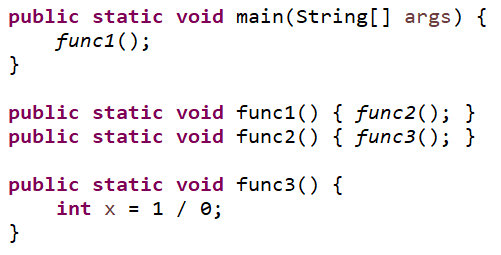 public static void main(String[] args) {
    func1();
}

public static void func1() { func2(); }
public static void func2() { func3(); }

public static void func3() {
    int x = 1 / 0;
}